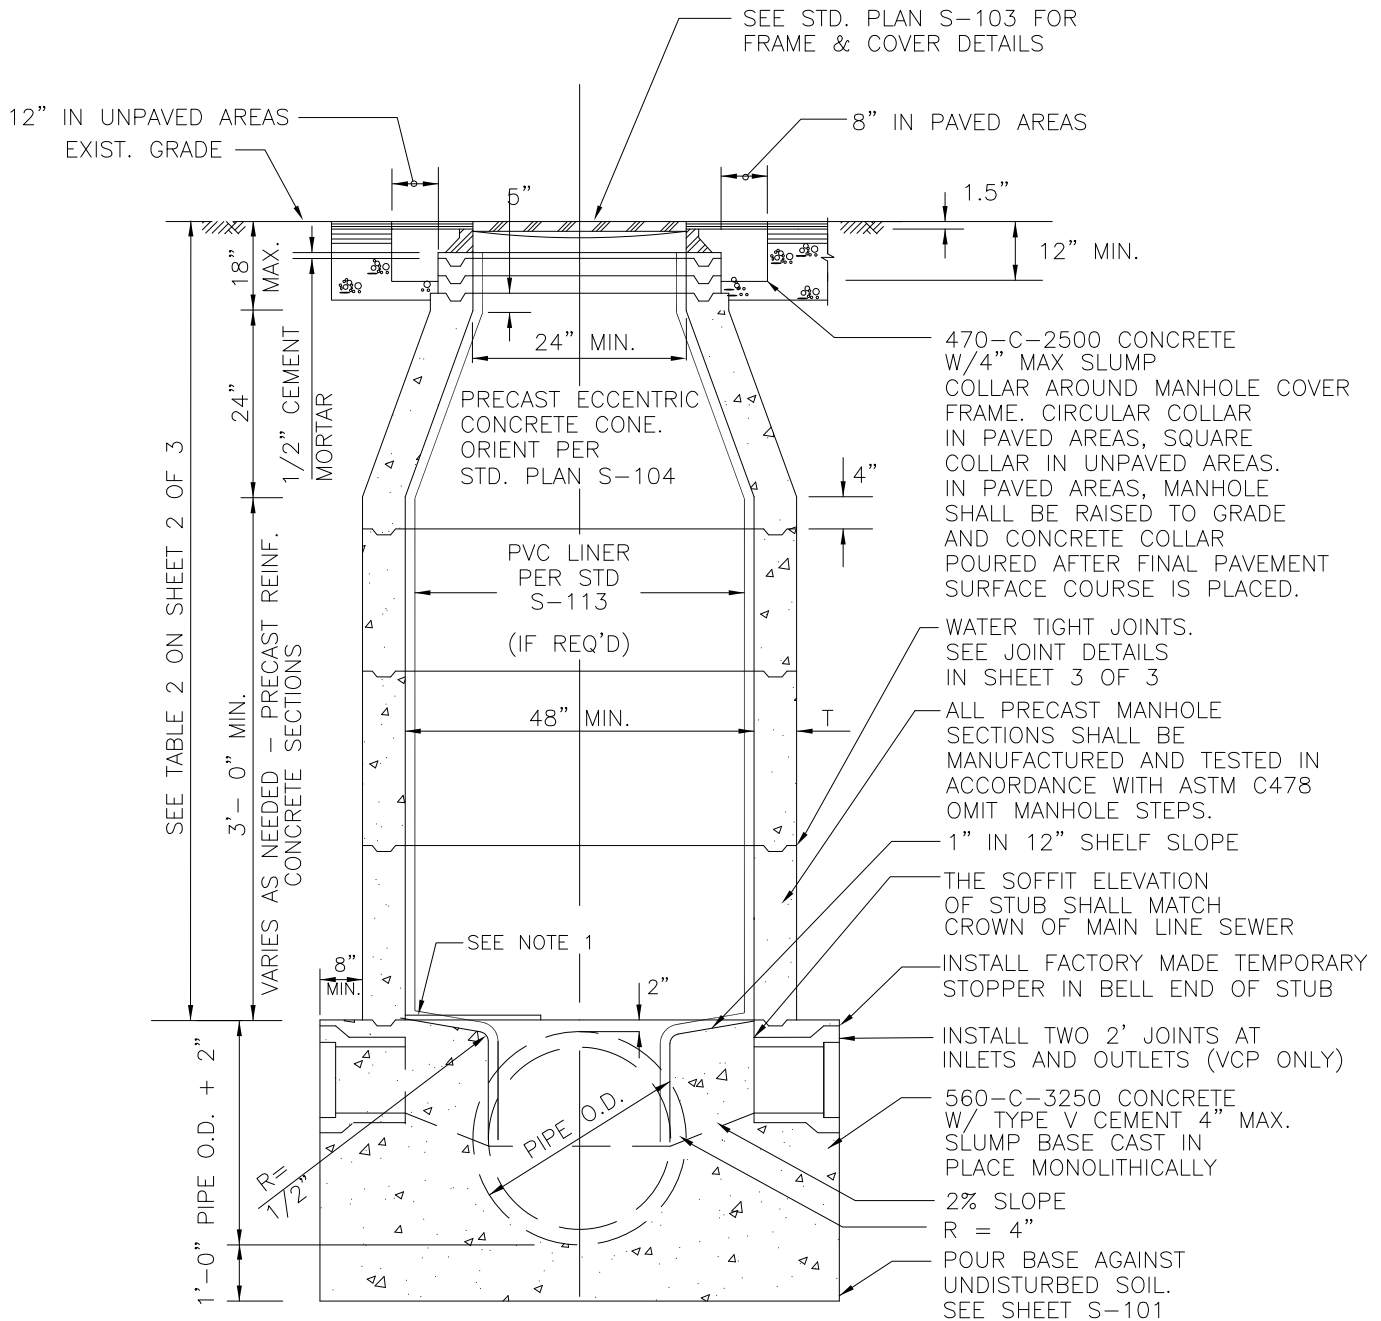 SEE STD. PLAN S-103 FOR
FRAME & COVER DETAILS
12" IN UNPAVED AREAS
EXIST. GRADE
8" IN PAVED AREAS
5"
1.5"
12" MIN.
18"
MAX.
24"
1/2" CEMENT
MORTAR
24" MIN.
PRECAST ECCENTRIC
CONCRETE CONE.
ORIENT PER
STD. PLAN S-104
4"
470-C-2500 CONCRETE
W/4" MAX SLUMP
COLLAR AROUND MANHOLE COVER
FRAME. CIRCULAR COLLAR
IN PAVED AREAS, SQUARE
COLLAR IN UNPAVED AREAS.
IN PAVED AREAS, MANHOLE
SHALL BE RAISED TO GRADE
AND CONCRETE COLLAR
POURED AFTER FINAL PAVEMENT
SURFACE COURSE IS PLACED.
SEE TABLE 2 ON SHEET 2 OF 3
3'- 0" MIN.
VARIES AS NEEDED - PRECAST REINF.
CONCRETE SECTIONS
PVC LINER
PER STD
S-113
(IF REQ'D)
48" MIN.
T
WATER TIGHT JOINTS.
SEE JOINT DETAILS
IN SHEET 3 OF 3
ALL PRECAST MANHOLE
SECTIONS SHALL BE
MANUFACTURED AND TESTED IN
ACCORDANCE WITH ASTM C478
OMIT MANHOLE STEPS.
1" IN 12" SHELF SLOPE
THE SOFFIT ELEVATION
OF STUB SHALL MATCH
CROWN OF MAIN LINE SEWER
SEE NOTE 1
8"
MIN.
2"
INSTALL FACTORY MADE TEMPORARY
STOPPER IN BELL END OF STUB
INSTALL TWO 2' JOINTS AT
INLETS AND OUTLETS (VCP ONLY)
560-C-3250 CONCRETE
W/ TYPE V CEMENT 4" MAX.
SLUMP BASE CAST IN
PLACE MONOLITHICALLY
PIPE O.D. + 2"
1'-0"
R=
1/2"
PIPE O.D.
2% SLOPE
R = 4"
POUR BASE AGAINST
UNDISTURBED SOIL.
SEE SHEET S-101